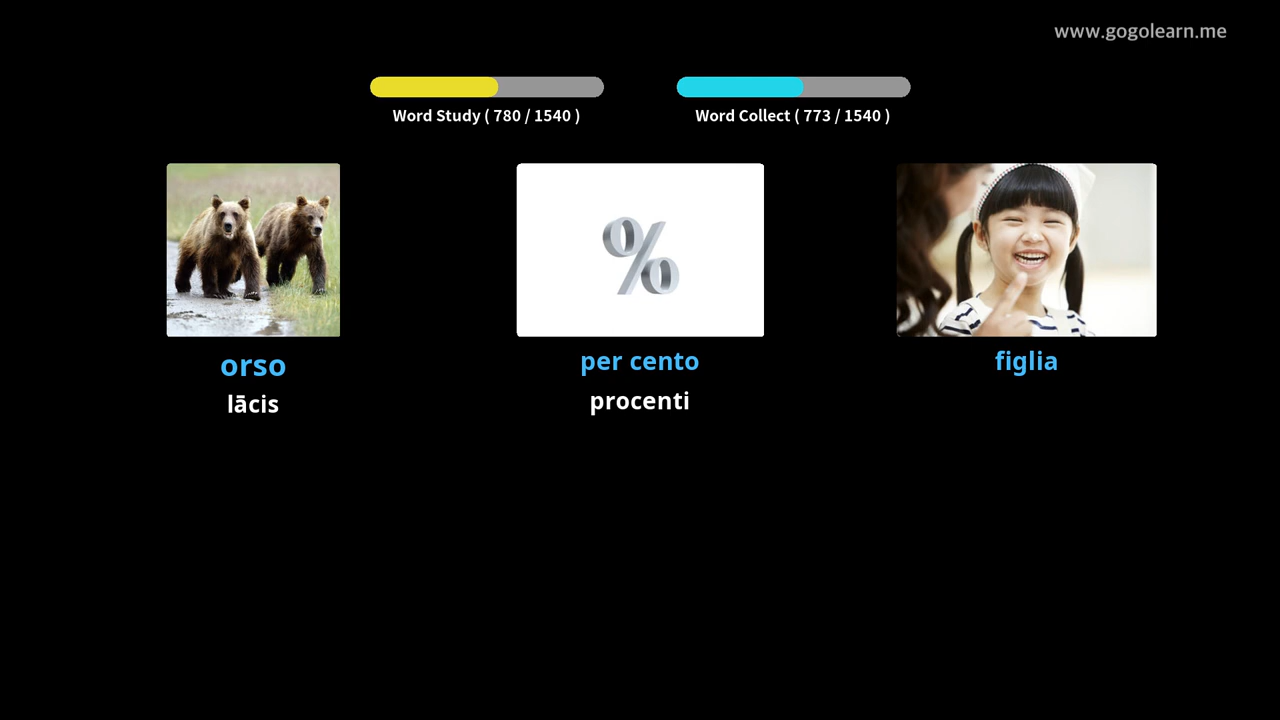 www.gogolearn.me
Word Study ( 780 / 1540 )
Word Collect ( 773 / 1540 )
orso
lācis
per cento
procenti
figlia
%